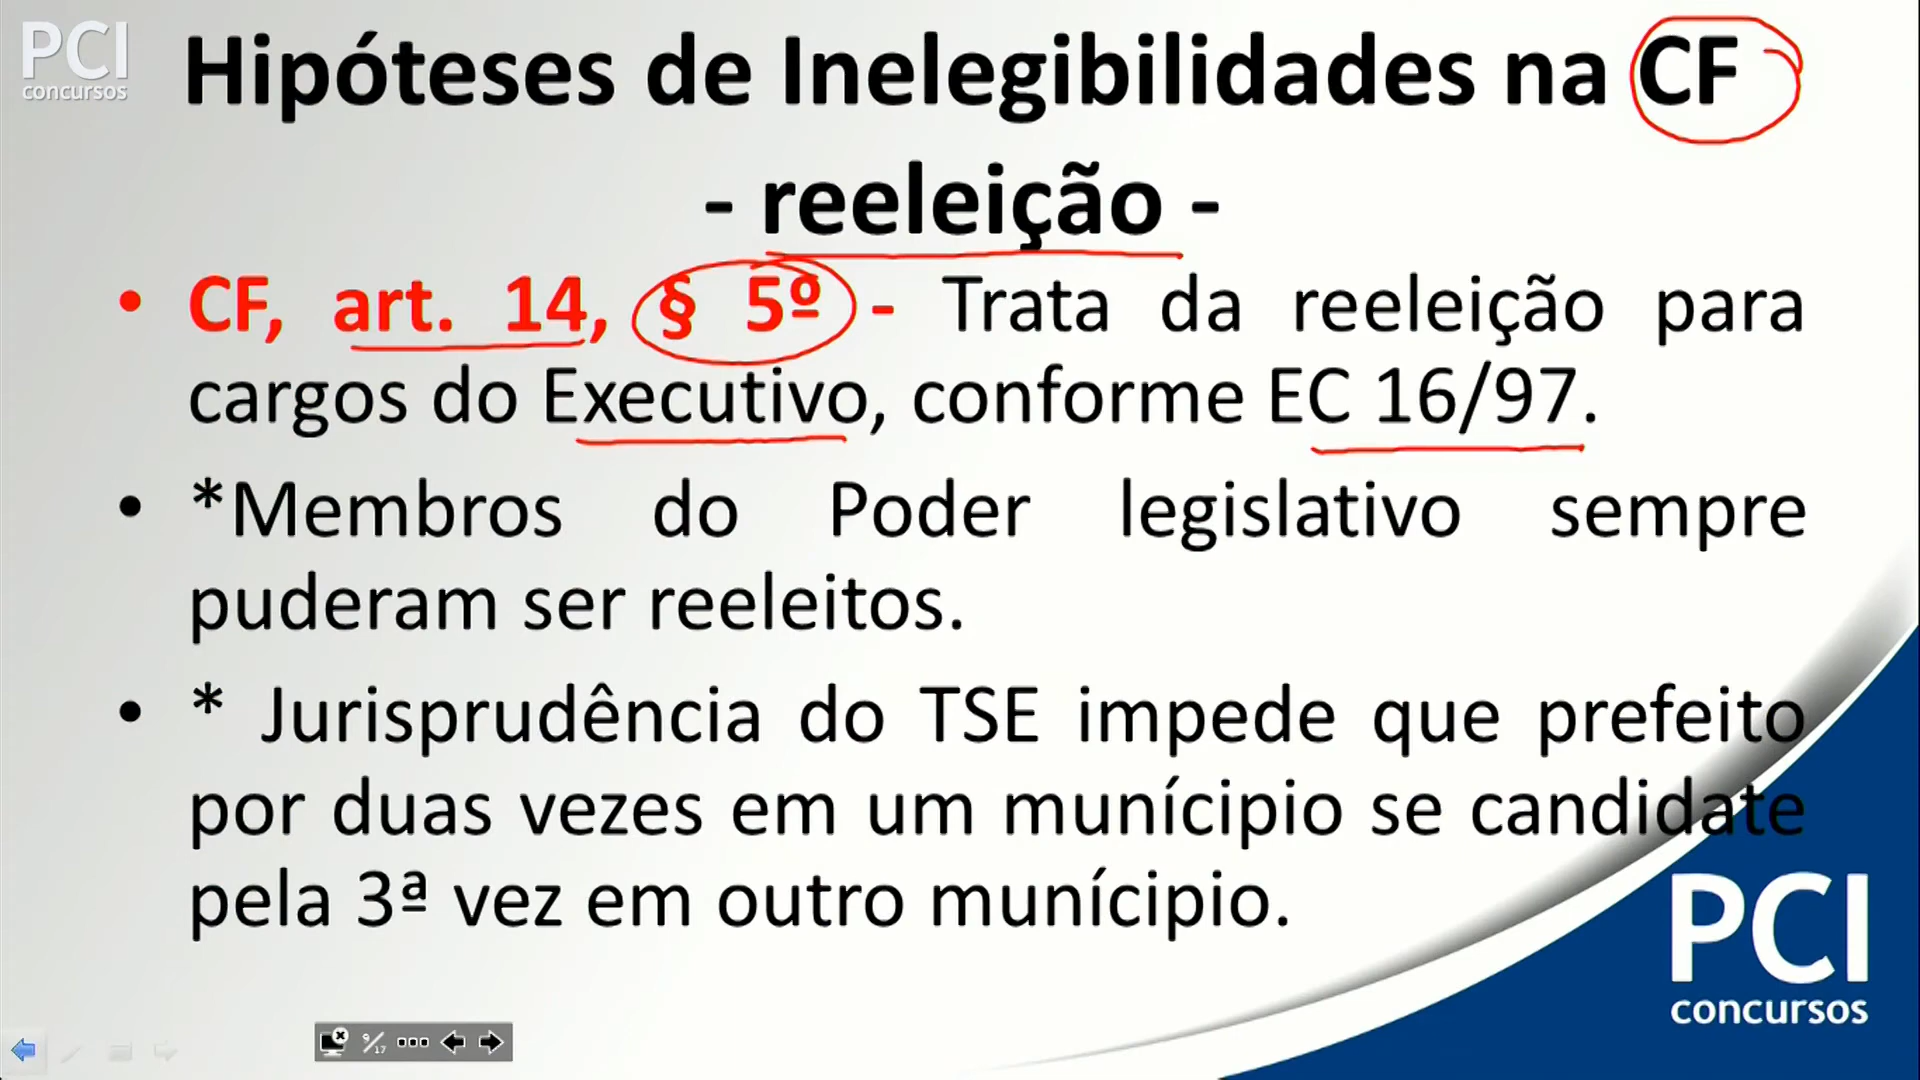 PCI
concursos
Hipóteses de Inelegibilidades na CF
- reeleição -
• CF, art. 14, § 5º - Trata da reeleição para
cargos do Executivo, conforme EC 16/97.
• *Membros do Poder legislativo sempre
puderam ser reeleitos.
• * Jurisprudência do TSE impede que prefeito
por duas vezes em um munícipio se candidate
pela 3ª vez em outro munícipio.
PCI
concursos
9/17